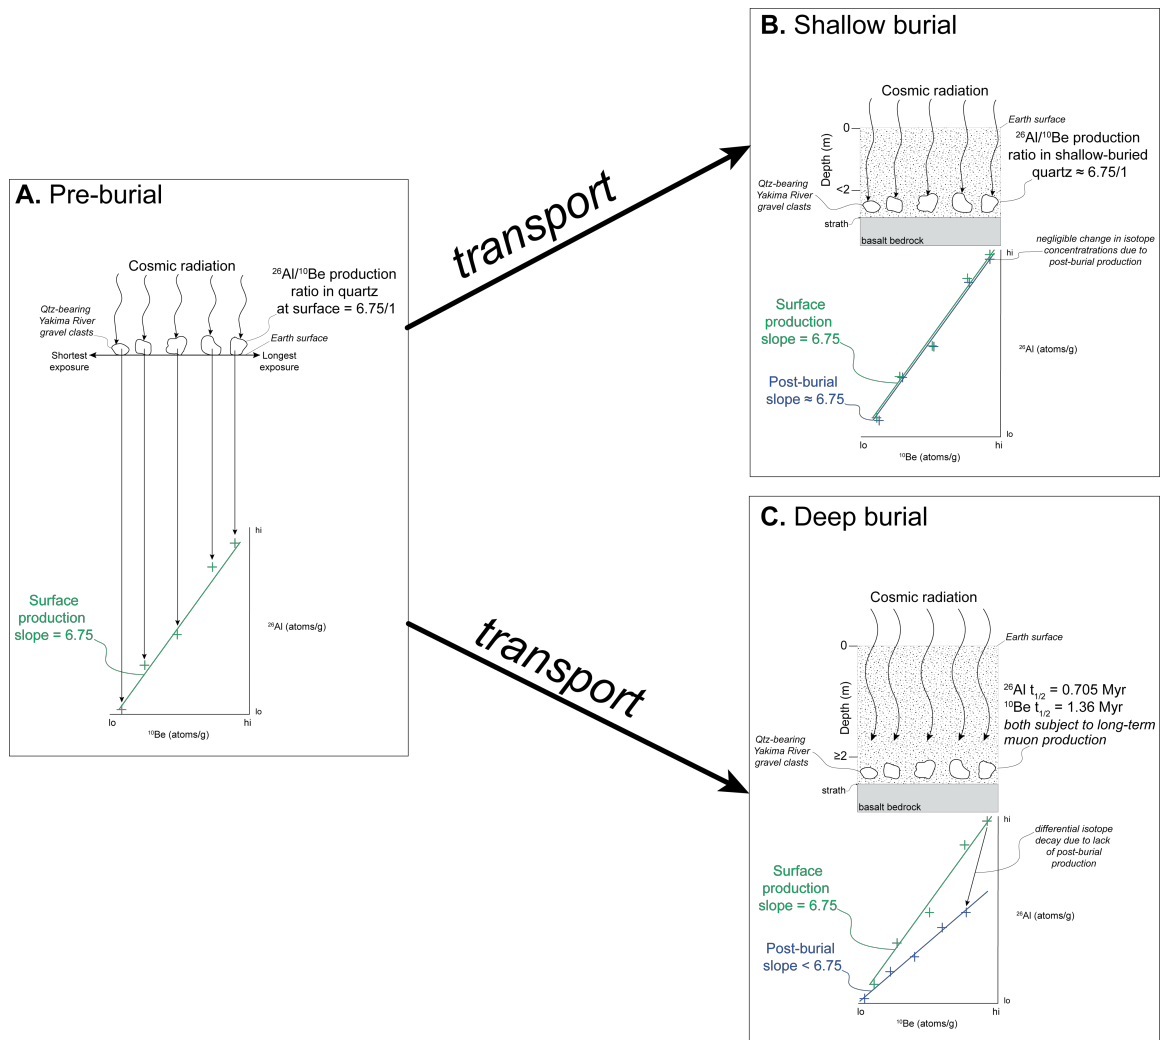 A. Pre-burial
Cosmic radiation
²⁶Al/¹⁰Be production
ratio in quartz
at surface = 6.75/1
Qtz-bearing
Yakima River
gravel clasts
Earth surface
Shortest
exposure
Longest
exposure
hi
Surface
production
slope = 6.75
²⁶Al (atoms/g)
lo
lo
hi
¹⁰Be (atoms/g)
transport
transport
B. Shallow burial
Cosmic radiation
0
Earth surface
Depth (m)
²⁶Al/¹⁰Be production
ratio in shallow-buried
quartz ≈ 6.75/1
Qtz-bearing
Yakima River
gravel clasts
<2
strath
basalt bedrock
hi
negligible change in isotope
concentratrations due to
post-burial production
Surface
production
slope = 6.75
²⁶Al (atoms/g)
Post-burial
slope ≈ 6.75
lo
lo
hi
¹⁰Be (atoms/g)
C. Deep burial
Cosmic radiation
0
Earth surface
Depth (m)
²⁶Al t₁/₂ = 0.705 Myr
¹⁰Be t₁/₂ = 1.36 Myr
both subject to long-term
muon production
Qtz-bearing
Yakima River
gravel clasts
≥2
strath
basalt bedrock
hi
differential isotope
decay due to lack
of post-burial
production
Surface
production
slope = 6.75
²⁶Al (atoms/g)
Post-burial
slope < 6.75
lo
lo
hi
¹⁰Be (atoms/g)